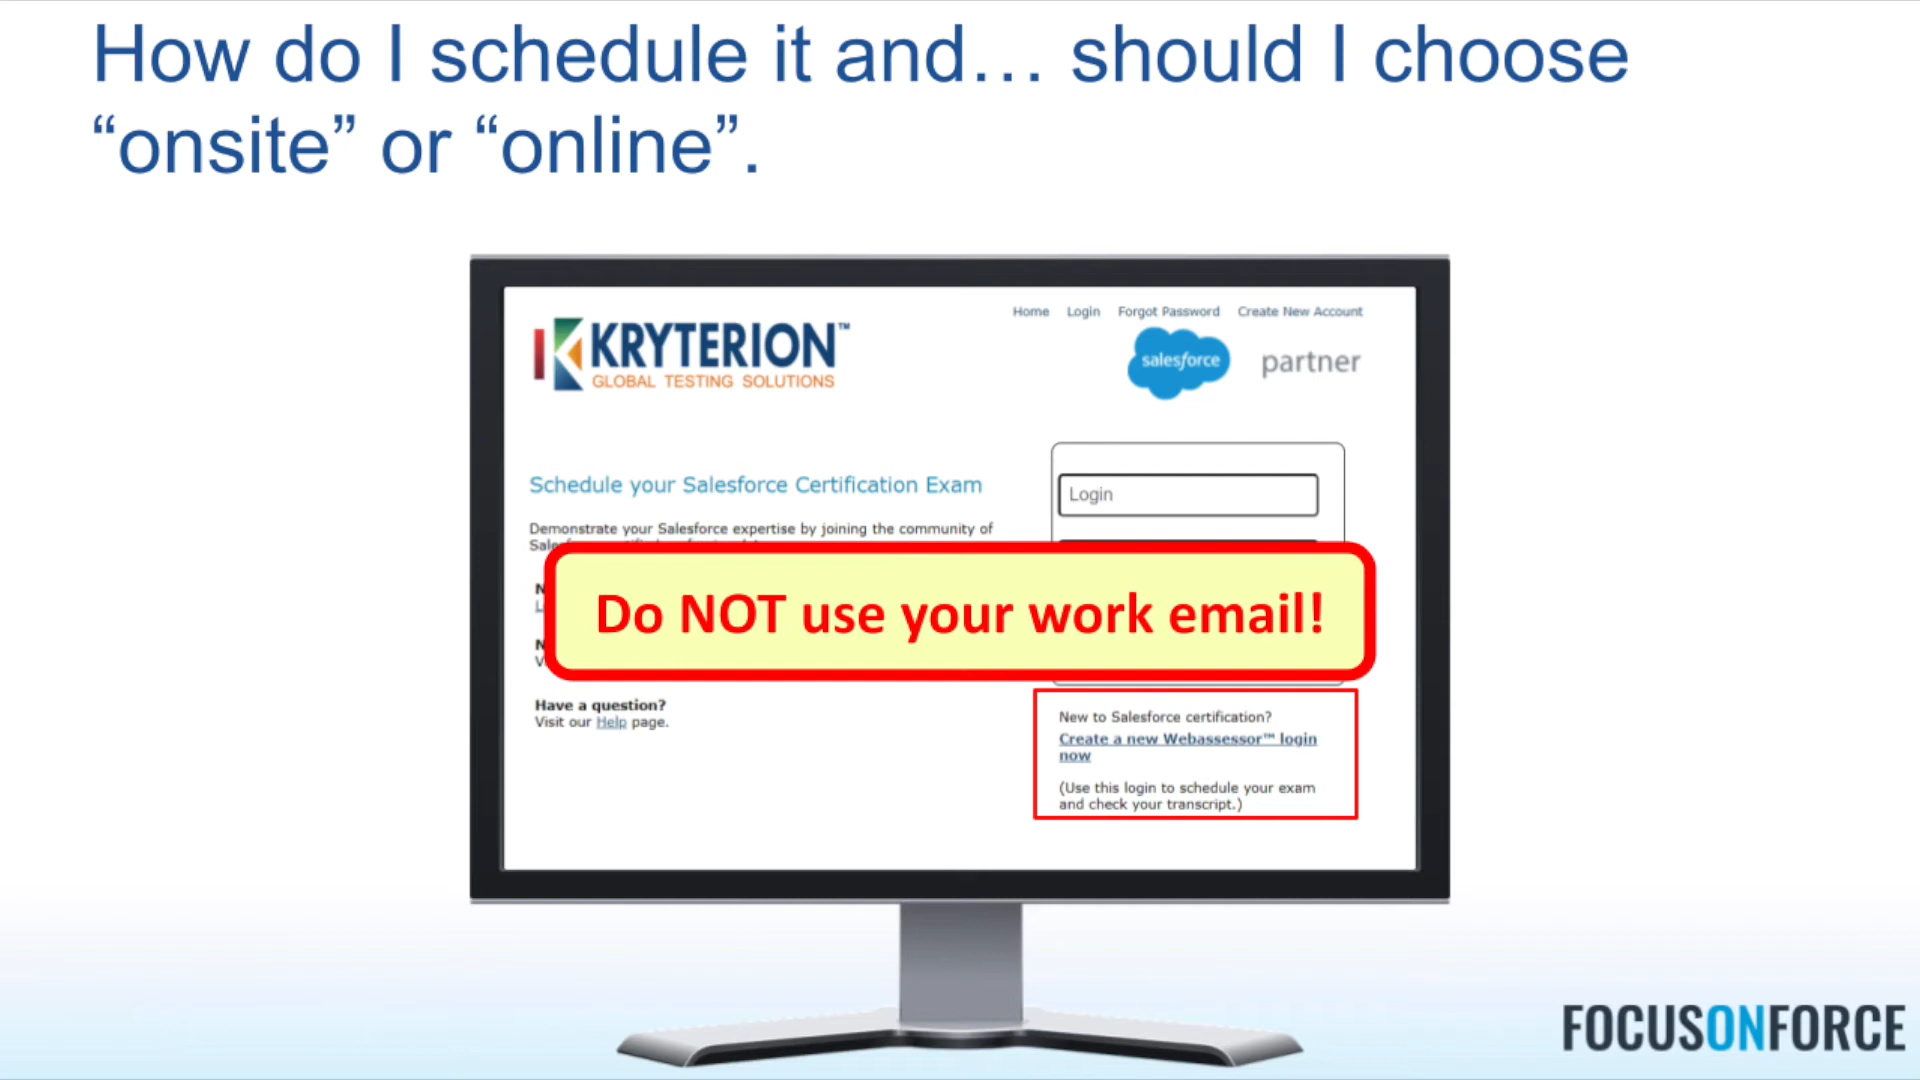 How do I schedule it and… should I choose
“onsite” or “online”.
Home Login Forgot Password Create New Account
KRYTERION™
GLOBAL TESTING SOLUTIONS
salesforce partner
Schedule your Salesforce Certification Exam
Login
Demonstrate your Salesforce expertise by joining the community of
Do NOT use your work email!
Have a question?
Visit our Help page.
New to Salesforce certification?
Create a new Webassessor™ login
now
(Use this login to schedule your exam
and check your transcript.)
FOCUSONFORCE